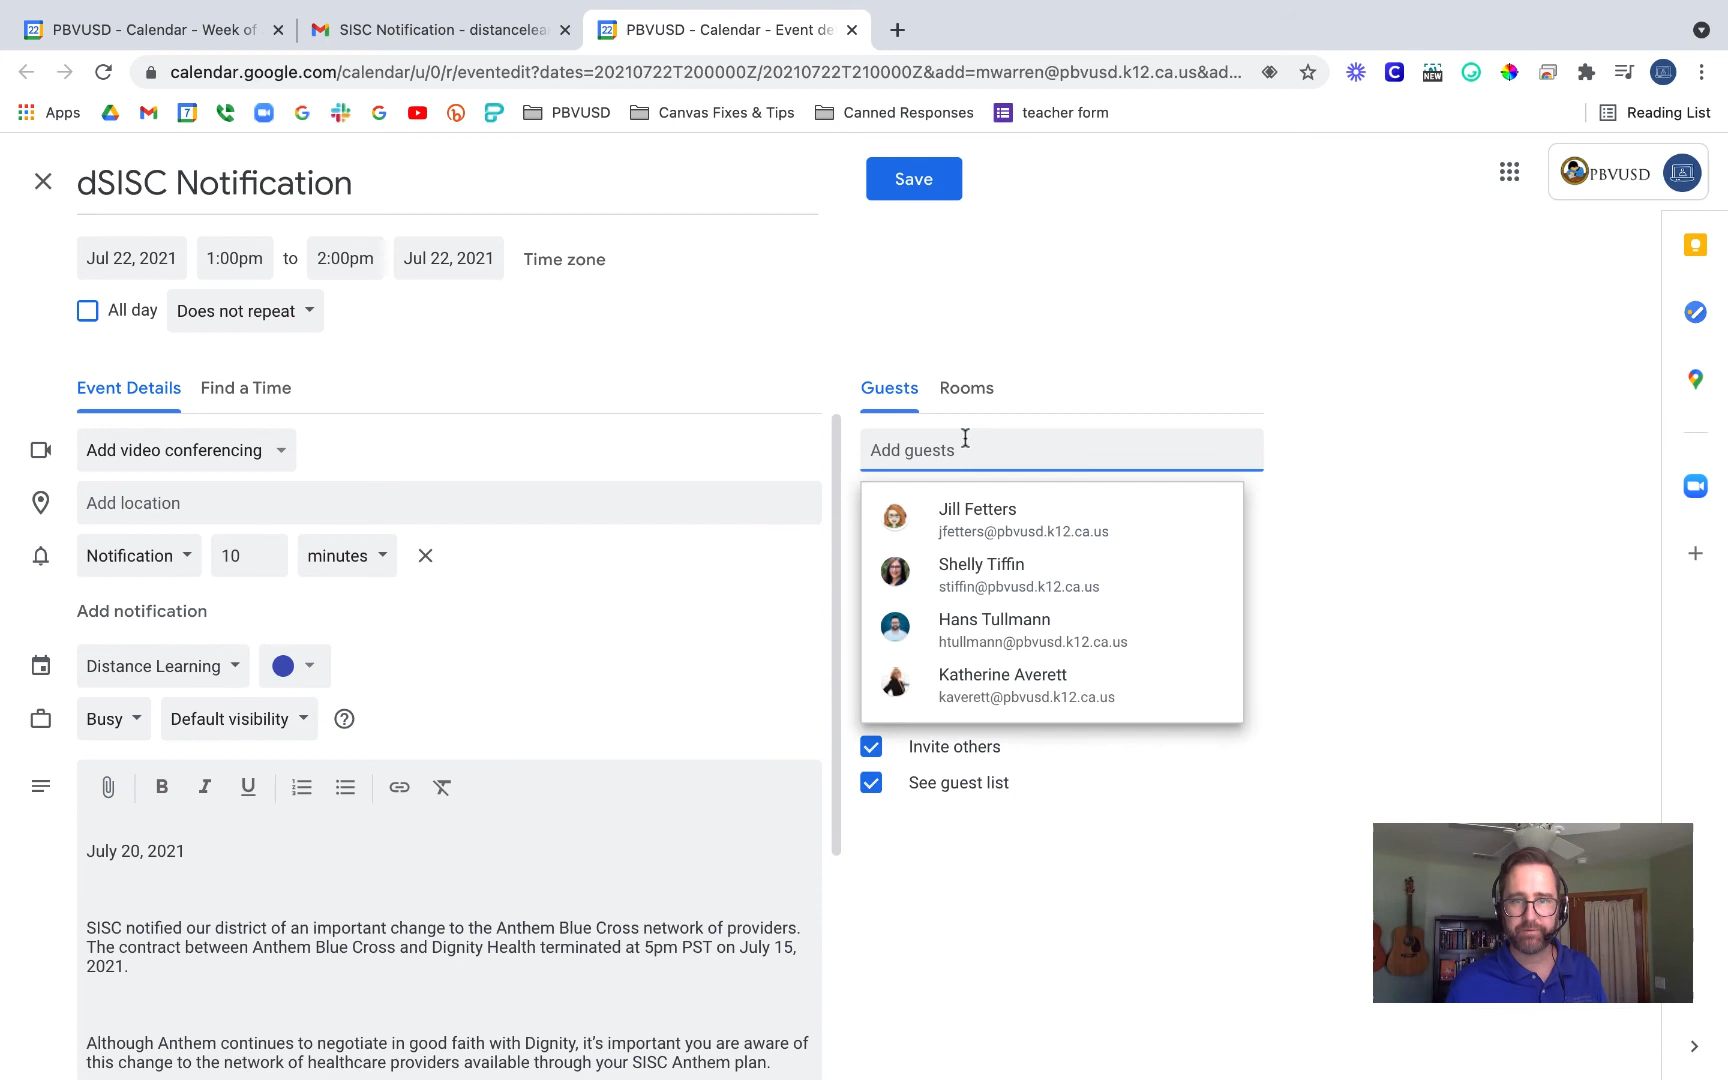 PBVUSD - Calendar - Week of
SISC Notification - distancelea
PBVUSD - Calendar - Event de
calendar.google.com/calendar/u/0/r/eventedit?dates=20210722T200000Z/20210722T210000Z&add=mwarren@pbvusd.k12.ca.us&ad...
NEW
Apps
PBVUSD
Canvas Fixes & Tips
Canned Responses
teacher form
Reading List
dSISC Notification
Save
PBVUSD
Jul 22, 2021 1:00pm to 2:00pm Jul 22, 2021 Time zone
All day Does not repeat
Event Details Find a Time
Guests Rooms
Add video conferencing
Add guests
Add location
Jill Fetters
jfetters@pbvusd.k12.ca.us
Notification 10 minutes
Shelly Tiffin
stiffin@pbvusd.k12.ca.us
Add notification
Hans Tullmann
htullmann@pbvusd.k12.ca.us
Distance Learning
Katherine Averett
kaverett@pbvusd.k12.ca.us
Busy Default visibility
Invite others
See guest list
B I U
July 20, 2021
SISC notified our district of an important change to the Anthem Blue Cross network of providers.
The contract between Anthem Blue Cross and Dignity Health terminated at 5pm PST on July 15,
2021.
Although Anthem continues to negotiate in good faith with Dignity, it's important you are aware of
this change to the network of healthcare providers available through your SISC Anthem plan.